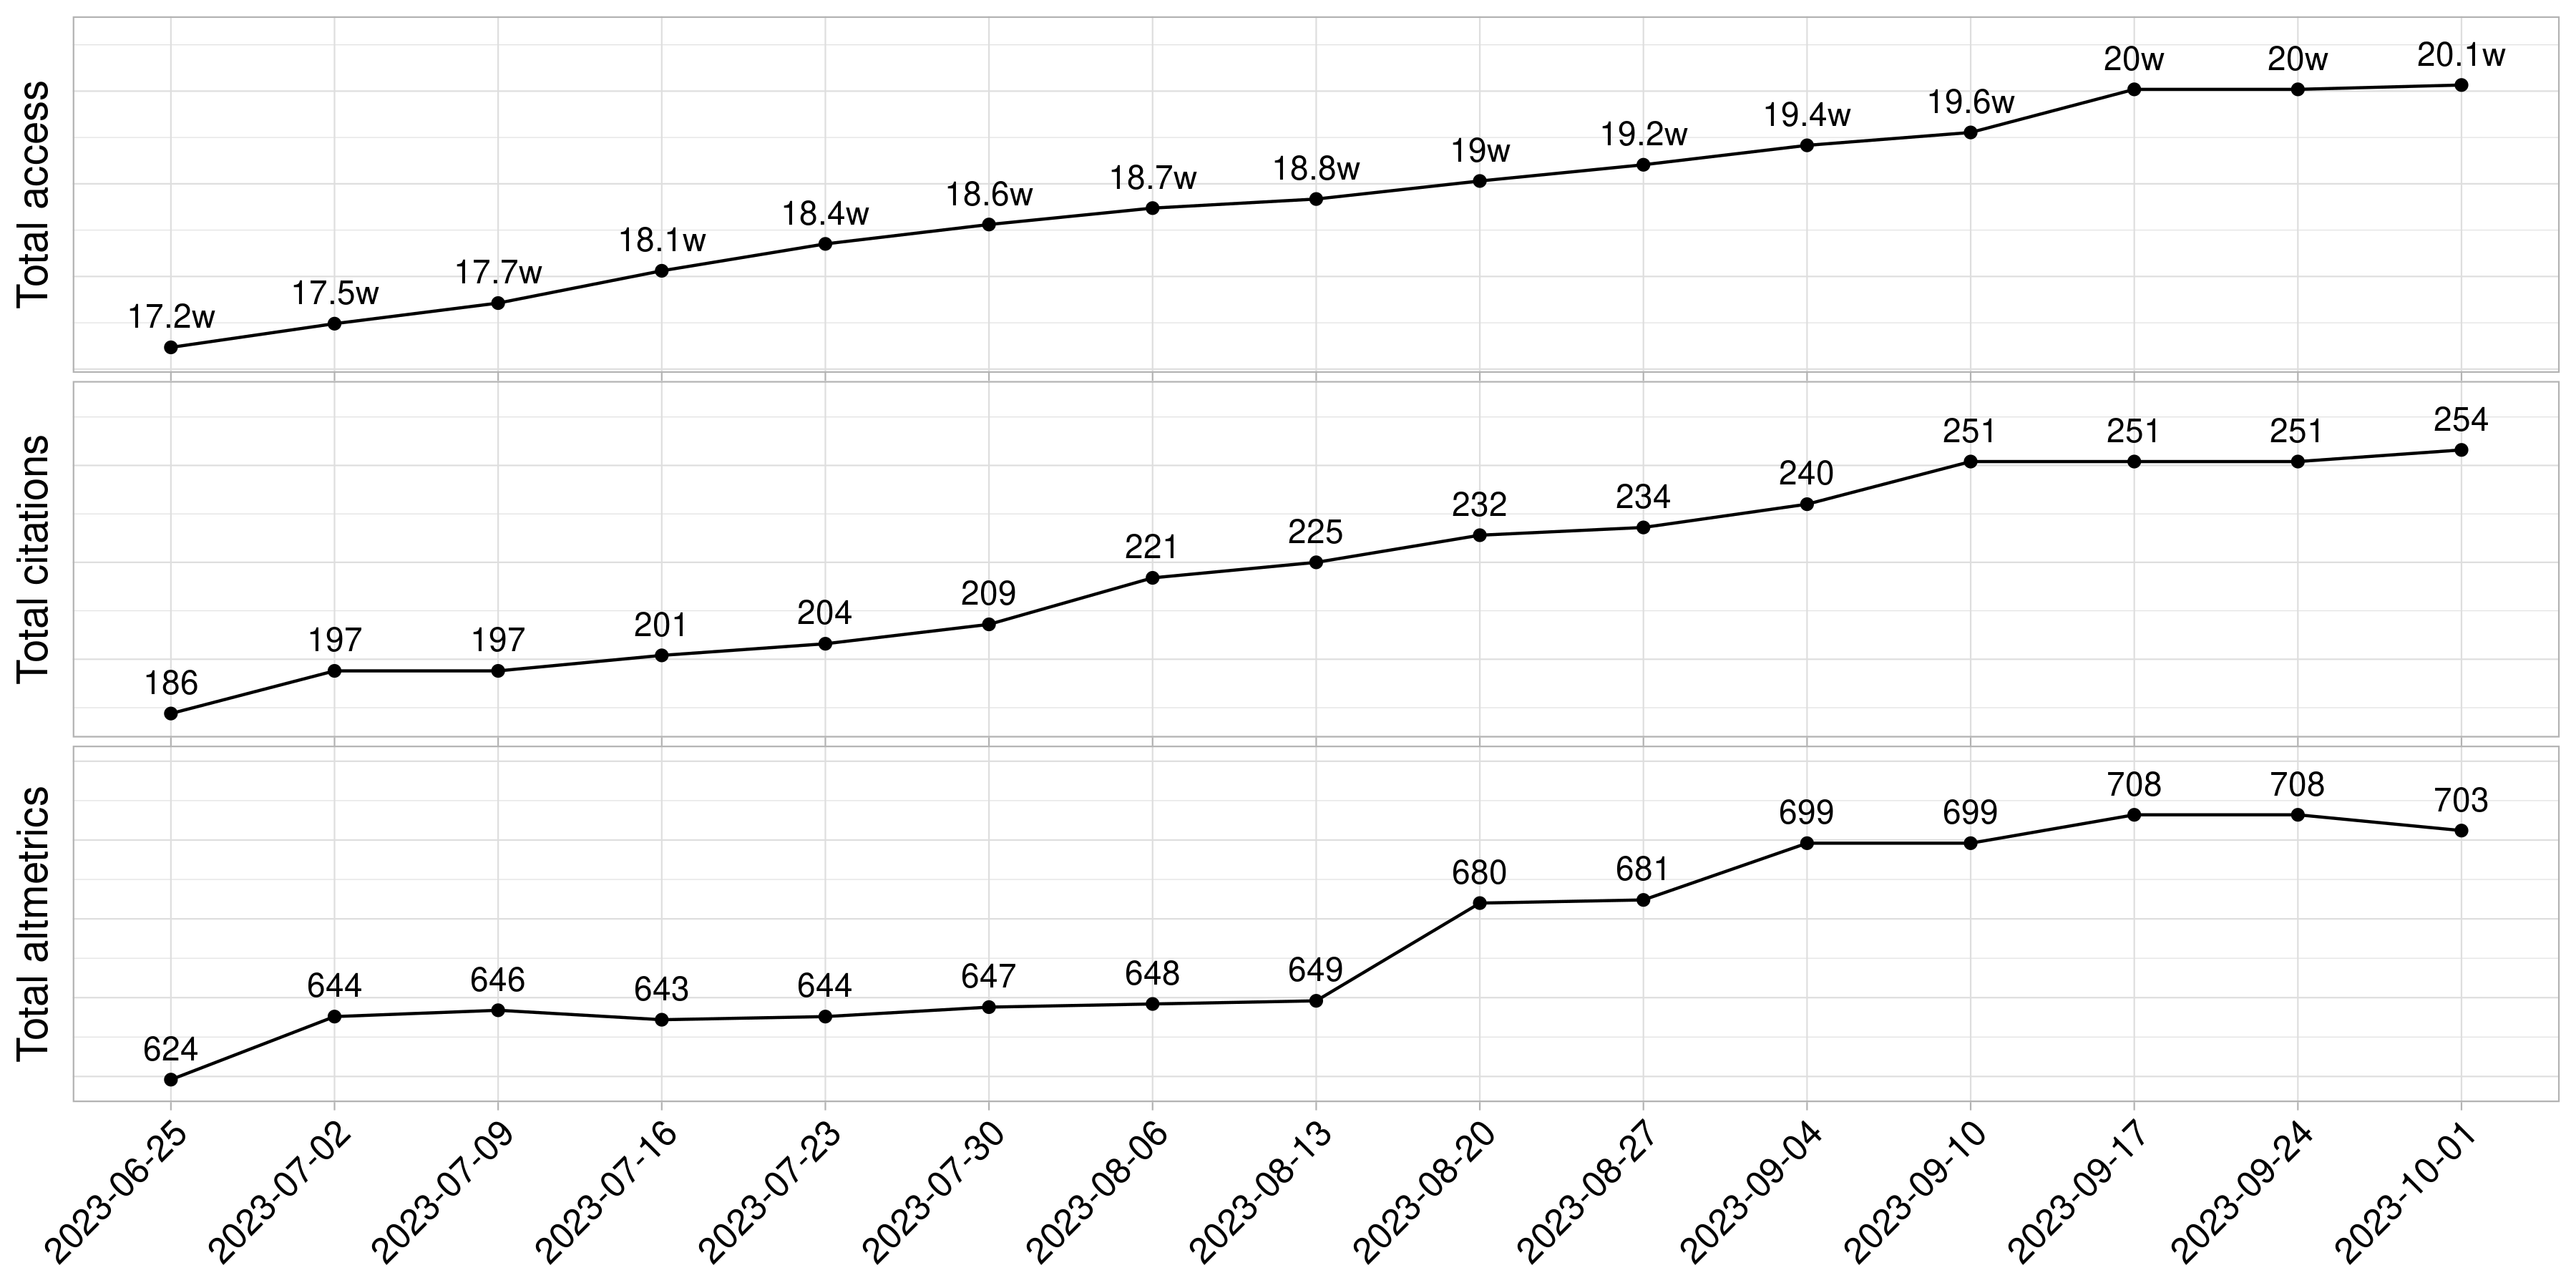 Total access
17.2w 17.5w 17.7w 18.1w 18.4w 18.6w 18.7w 18.8w 19w 19.2w 19.4w 19.6w 20w 20w 20.1w
Total citations
186 197 197 201 204 209 221 225 232 234 240 251 251 251 254
Total altmetrics
624 644 646 643 644 647 648 649 680 681 699 699 708 708 703
2023-06-25 2023-07-02 2023-07-09 2023-07-16 2023-07-23 2023-07-30 2023-08-06 2023-08-13 2023-08-20 2023-08-27 2023-09-04 2023-09-10 2023-09-17 2023-09-24 2023-10-01